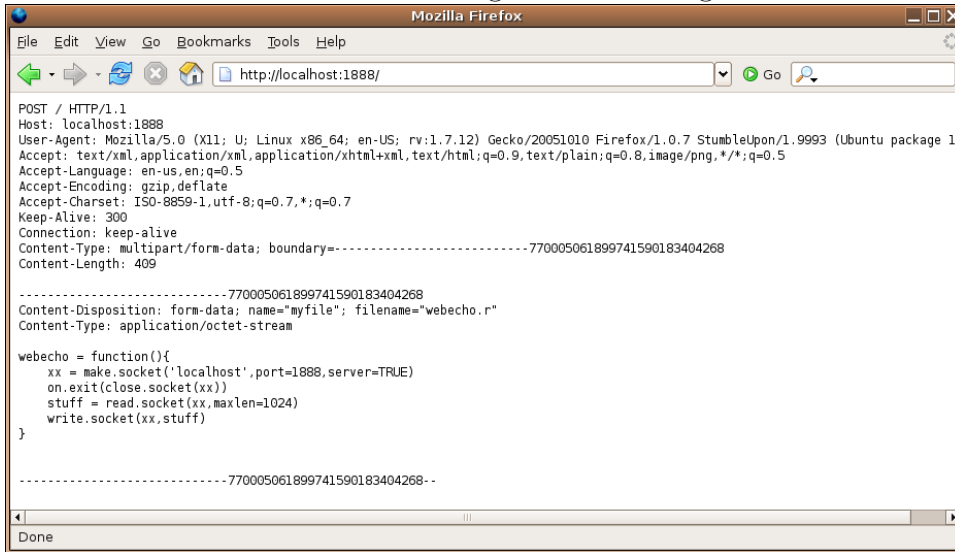 Mozilla Firefox
File Edit View Go Bookmarks Tools Help
http://localhost:1888/ Go
POST / HTTP/1.1
Host: localhost:1888
User-Agent: Mozilla/5.0 (X11; U; Linux x86_64; en-US; rv:1.7.12) Gecko/20051010 Firefox/1.0.7 StumbleUpon/1.9993 (Ubuntu package 1
Accept: text/xml,application/xml,application/xhtml+xml,text/html;q=0.9,text/plain;q=0.8,image/png,*/*;q=0.5
Accept-Language: en-us,en;q=0.5
Accept-Encoding: gzip,deflate
Accept-Charset: ISO-8859-1,utf-8;q=0.7,*;q=0.7
Keep-Alive: 300
Connection: keep-alive
Content-Type: multipart/form-data; boundary=---------------------------770005061899741590183404268
Content-Length: 409

-----------------------------770005061899741590183404268
Content-Disposition: form-data; name="myfile"; filename="webecho.r"
Content-Type: application/octet-stream

webecho = function(){
    xx = make.socket('localhost',port=1888,server=TRUE)
    on.exit(close.socket(xx))
    stuff = read.socket(xx,maxlen=1024)
    write.socket(xx,stuff)
}

-----------------------------770005061899741590183404268--
Done